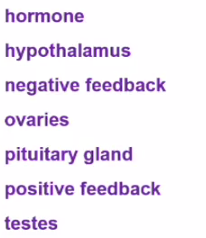 hormone
hypothalamus
negative feedback
ovaries
pituitary gland
positive feedback
testes